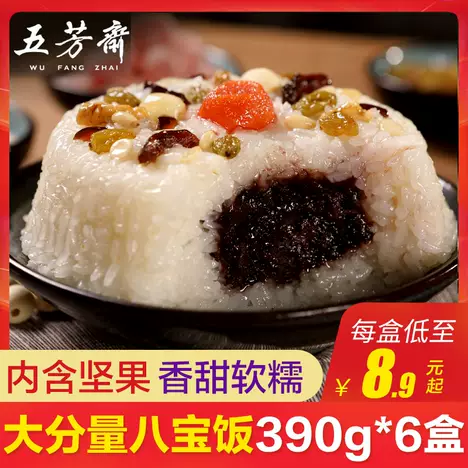 五芳齋
WU FANG ZHAI
每盒低至
¥8.9元起
内含坚果 香甜软糯
大分量八宝饭390g*6盒